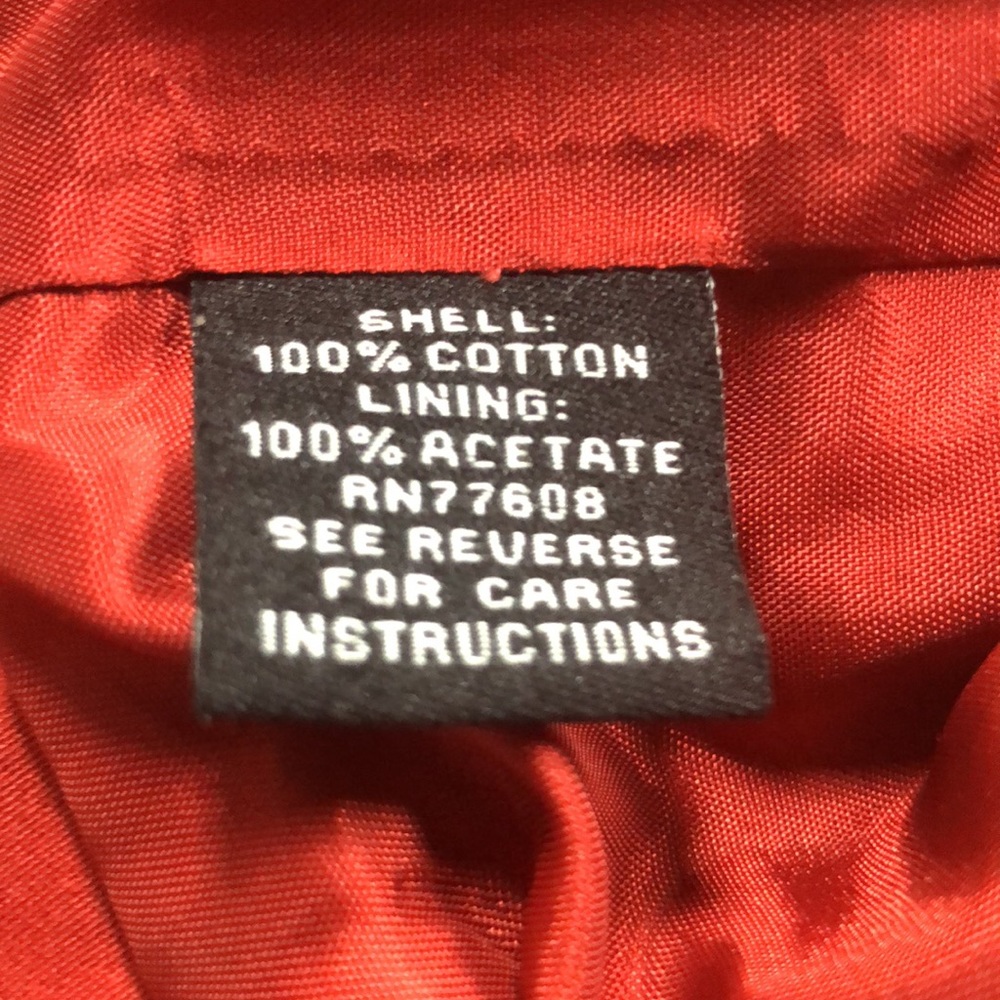 SHELL:
100% COTTON
LINING:
100% ACETATE
RN77608
SEE REVERSE
FOR CARE
INSTRUCTIONS